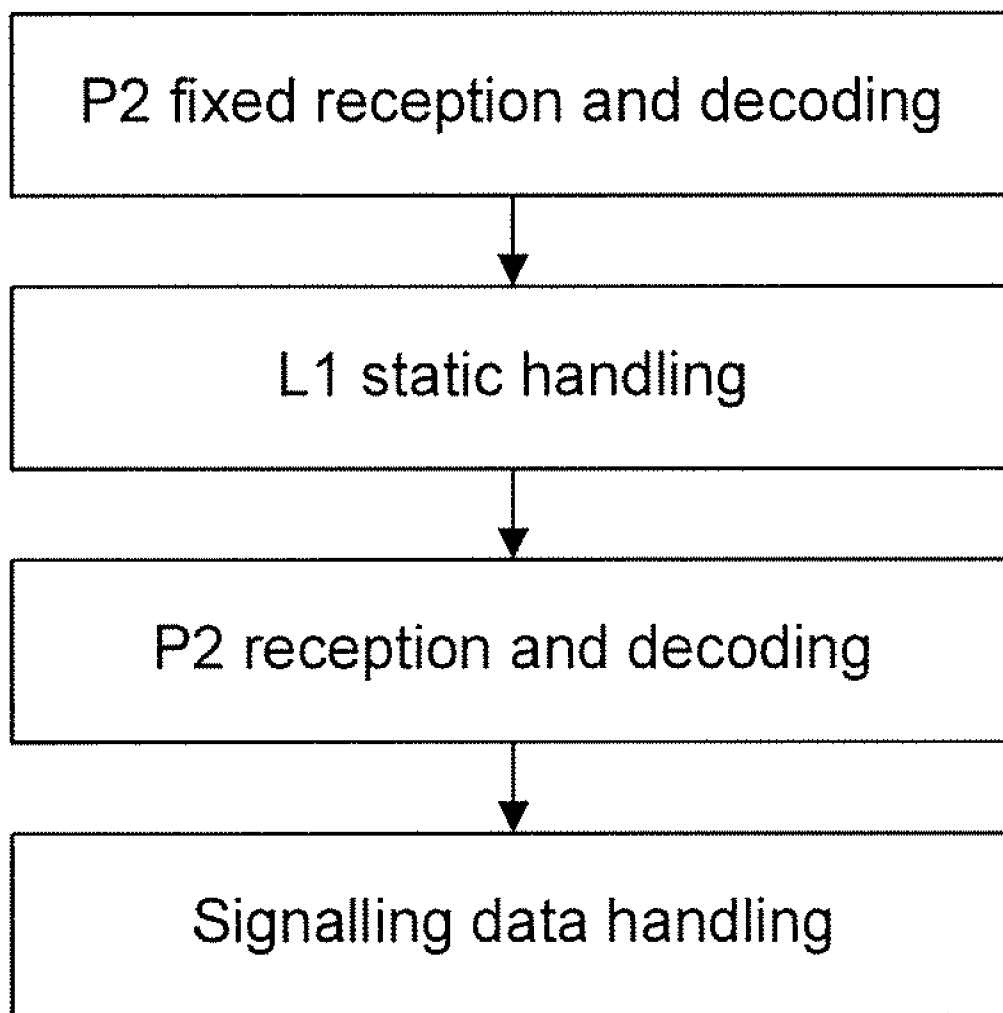 P2 fixed reception and decoding
L1 static handling
P2 reception and decoding
Signalling data handling